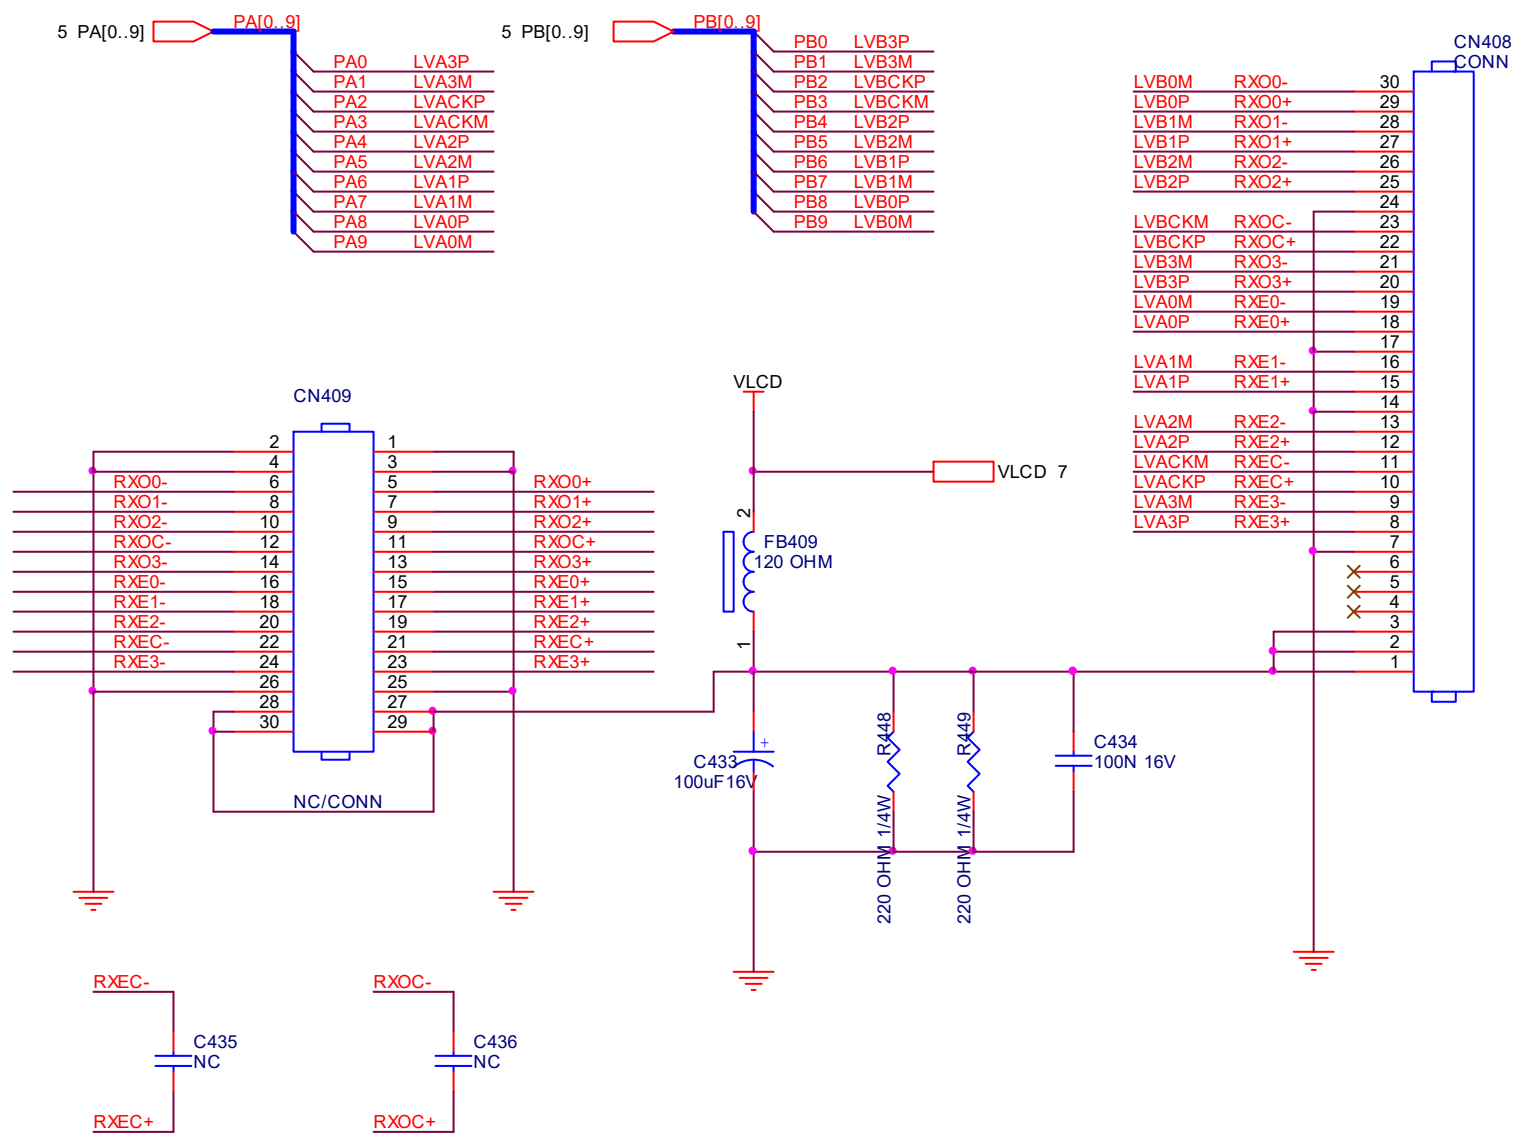 5 PA[0..9] PA[0..9]
PA0 LVA3P
PA1 LVA3M
PA2 LVACKP
PA3 LVACKM
PA4 LVA2P
PA5 LVA2M
PA6 LVA1P
PA7 LVA1M
PA8 LVA0P
PA9 LVA0M
5 PB[0..9] PB[0..9]
PB0 LVB3P
PB1 LVB3M
PB2 LVBCKP
PB3 LVBCKM
PB4 LVB2P
PB5 LVB2M
PB6 LVB1P
PB7 LVB1M
PB8 LVB0P
PB9 LVB0M
CN408
CONN
LVB0M RXO0- 30
LVB0P RXO0+ 29
LVB1M RXO1- 28
LVB1P RXO1+ 27
LVB2M RXO2- 26
LVB2P RXO2+ 25
24
LVBCKM RXOC- 23
LVBCKP RXOC+ 22
LVB3M RXO3- 21
LVB3P RXO3+ 20
LVA0M RXE0- 19
LVA0P RXE0+ 18
17
LVA1M RXE1- 16
LVA1P RXE1+ 15
14
LVA2M RXE2- 13
LVA2P RXE2+ 12
LVACKM RXEC- 11
LVACKP RXEC+ 10
LVA3M RXE3- 9
LVA3P RXE3+ 8
7
6
5
4
3
2
1
CN409
2 1
4 3
RXO0- 6 5 RXO0+
RXO1- 8 7 RXO1+
RXO2- 10 9 RXO2+
RXOC- 12 11 RXOC+
RXO3- 14 13 RXO3+
RXE0- 16 15 RXE0+
RXE1- 18 17 RXE1+
RXE2- 20 19 RXE2+
RXEC- 22 21 RXEC+
RXE3- 24 23 RXE3+
26 25
28 27
30 29
NC/CONN
VLCD
VLCD 7
2
FB409
120 OHM
1
C433
+
100uF16V
R448
220 OHM 1/4W
R449
220 OHM 1/4W
C434
100N 16V
RXEC-
C435
NC
RXEC+
RXOC-
C436
NC
RXOC+